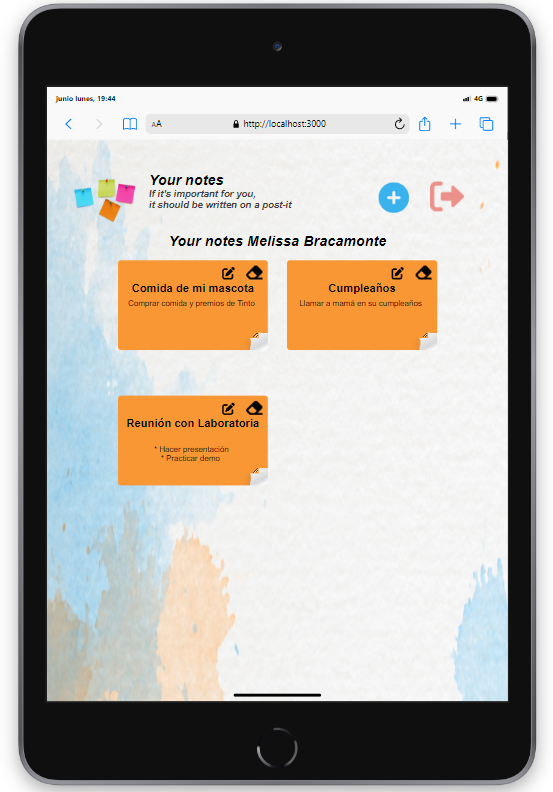 junio lunes, 19:44
4G
AA
http://localhost:3000
Your notes
If it's important for you,
it should be written on a post-it
Your notes Melissa Bracamonte
Comida de mi mascota
Comprar comida y premios de Tinto
Cumpleaños
Llamar a mamá en su cumpleaños
Reunión con Laboratoria
* Hacer presentación
* Practicar demo